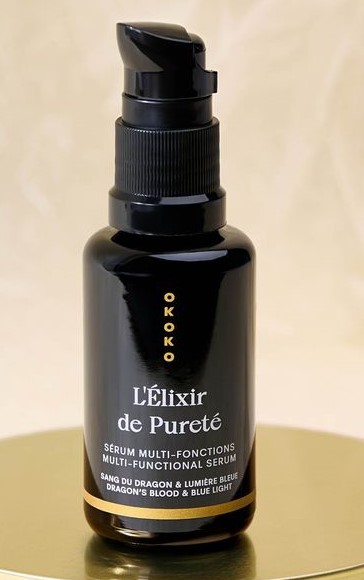 OKOKO
L'Élixir
de Pureté
SÉRUM MULTI-FONCTIONS
MULTI-FUNCTIONAL SERUM
SANG DU DRAGON & LUMIÈRE BLEUE
DRAGON'S BLOOD & BLUE LIGHT